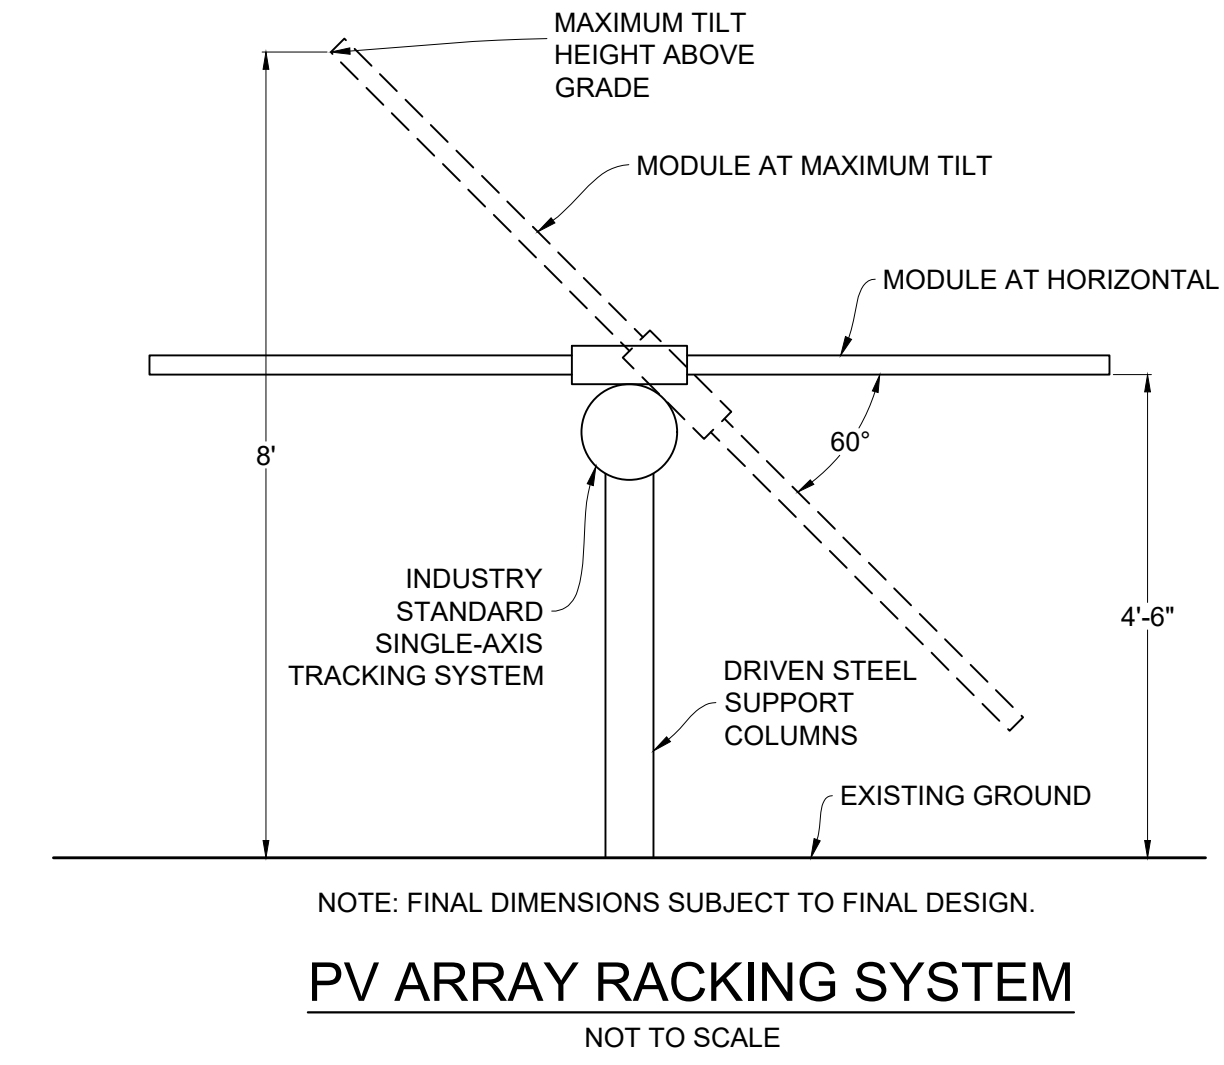 MAXIMUM TILT
HEIGHT ABOVE
GRADE
MODULE AT MAXIMUM TILT
MODULE AT HORIZONTAL
8'
60°
4'-6"
INDUSTRY
STANDARD
SINGLE-AXIS
TRACKING SYSTEM
DRIVEN STEEL
SUPPORT
COLUMNS
EXISTING GROUND
NOTE: FINAL DIMENSIONS SUBJECT TO FINAL DESIGN.
PV ARRAY RACKING SYSTEM
NOT TO SCALE